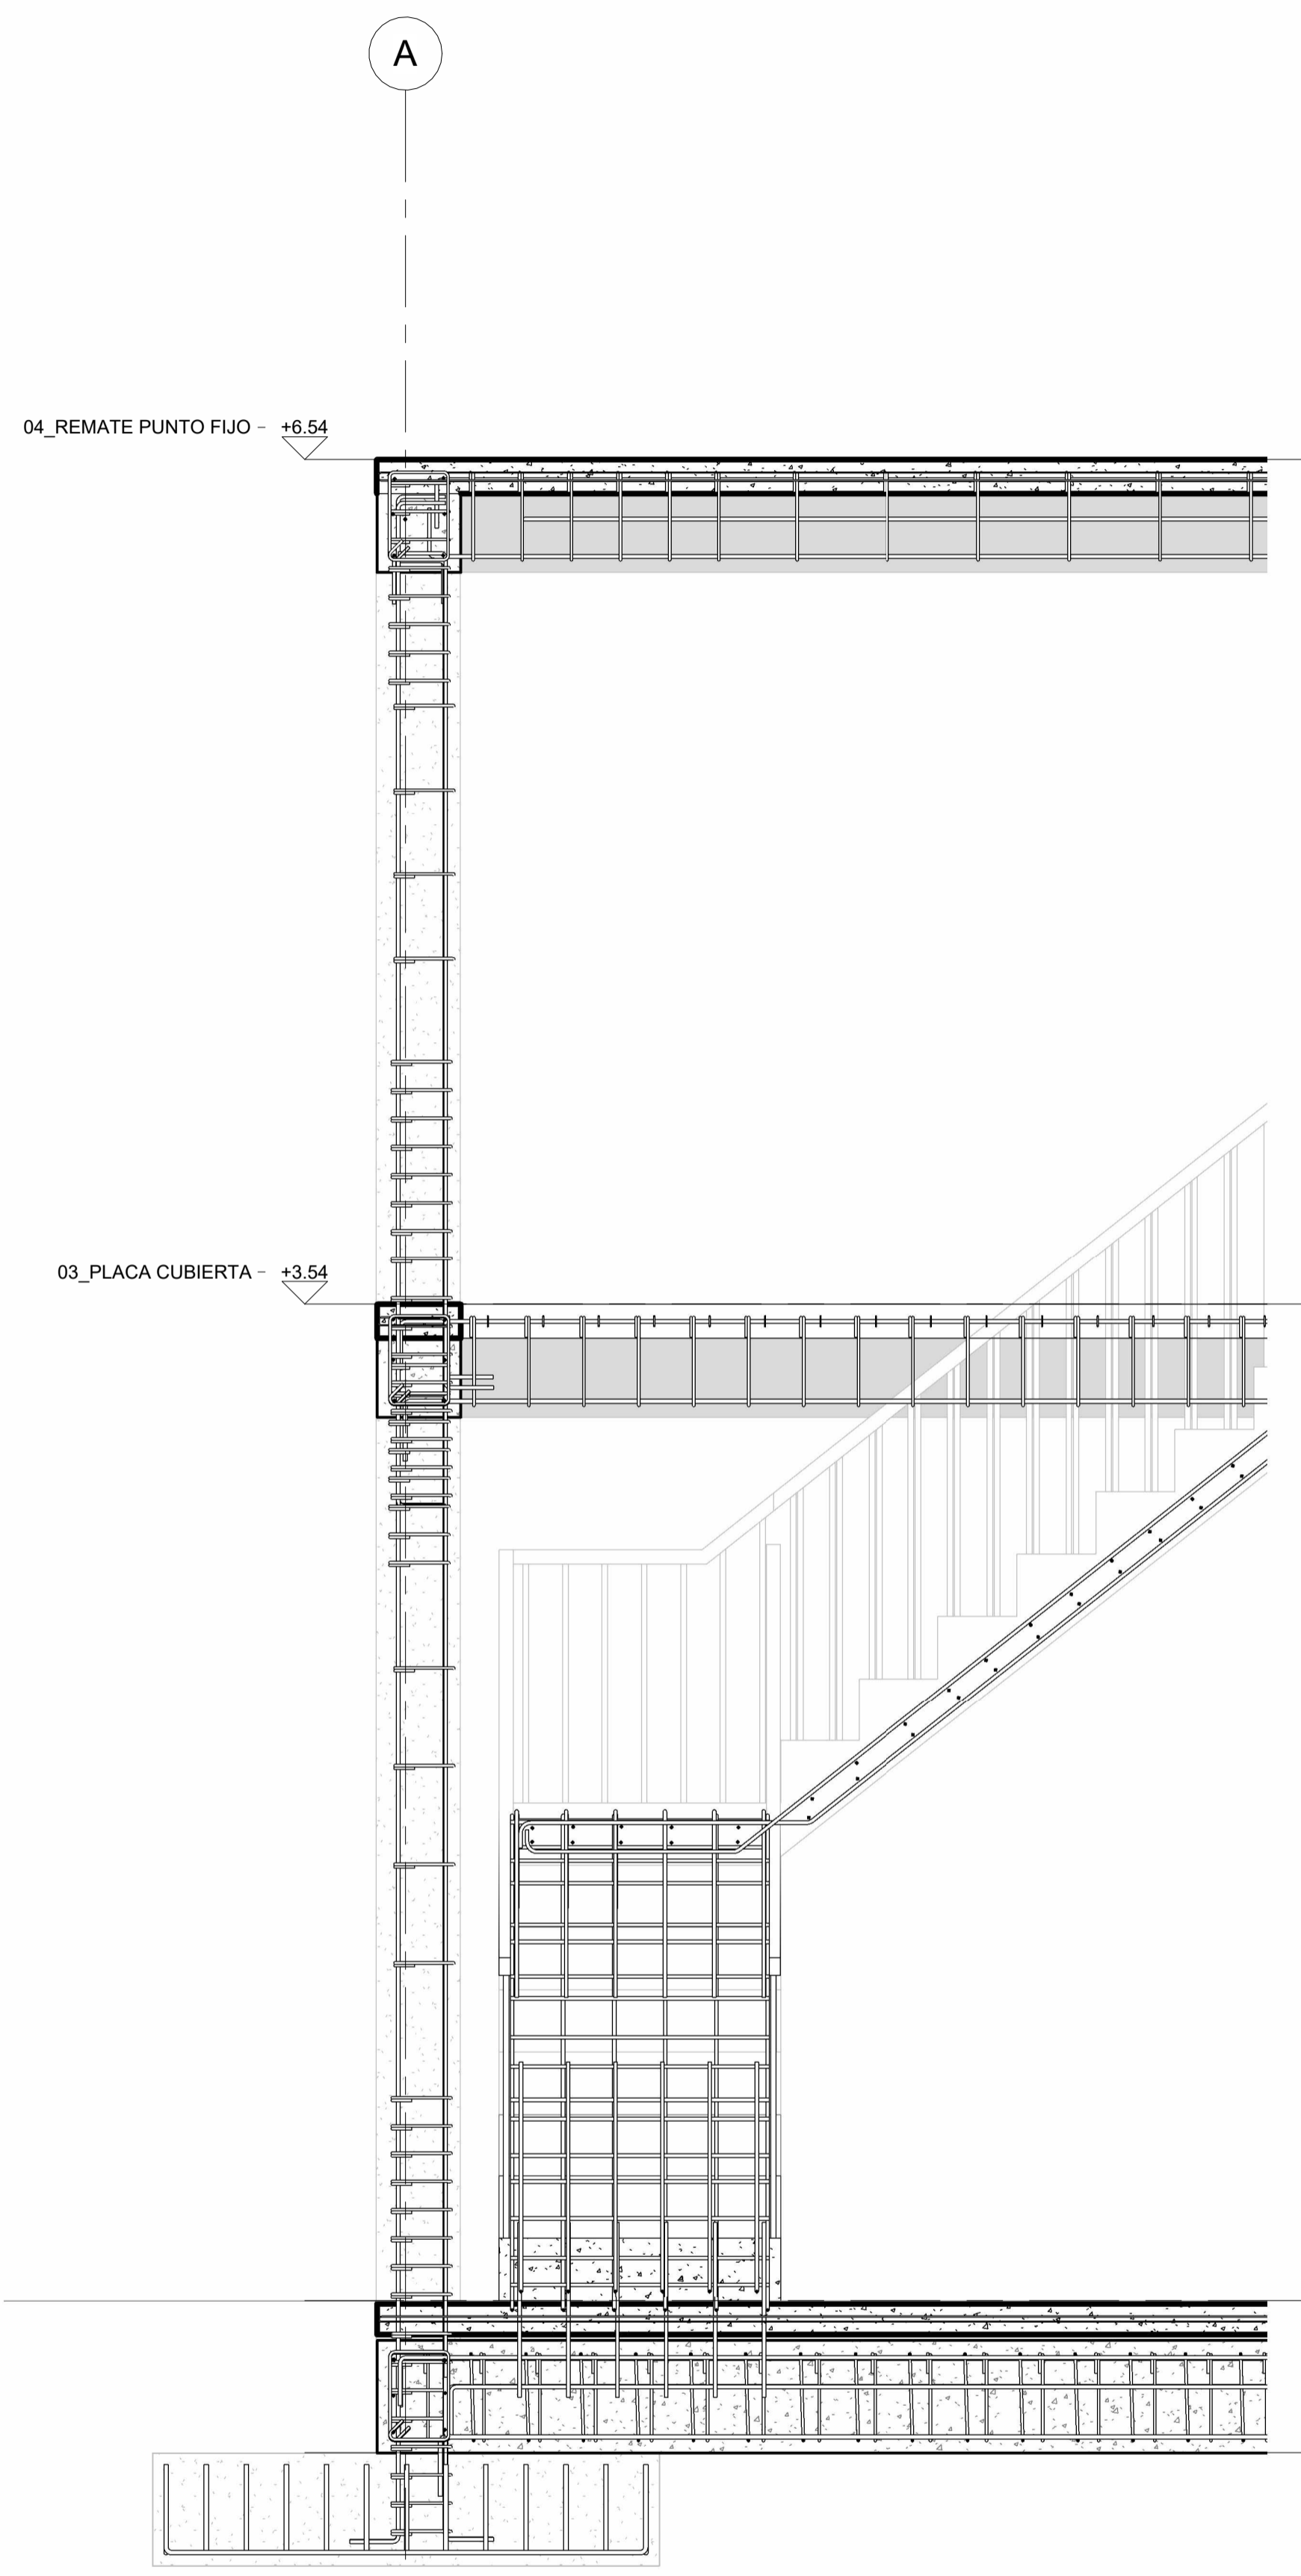 A
04_REMATE PUNTO FIJO - +6.54
03_PLACA CUBIERTA - +3.54